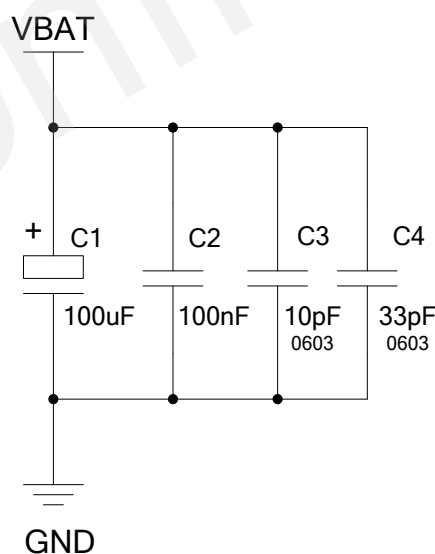 VBAT
+ C1 C2 C3 C4
100uF 100nF 10pF 33pF
0603 0603
GND